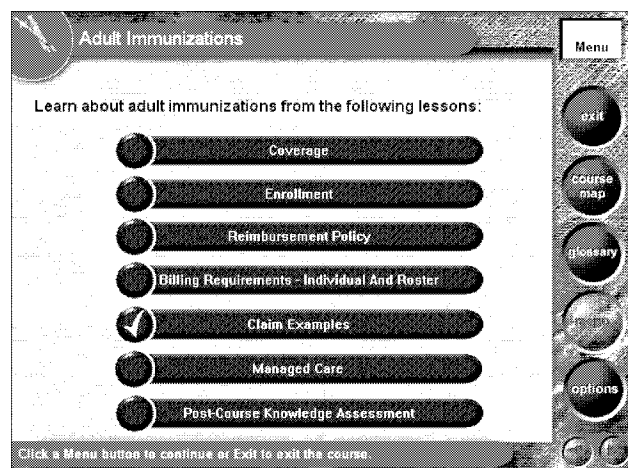 Adult Immunizations
Menu
Learn about adult immunizations from the following lessons:
Coverage
Enrollment
Reimbursement Policy
Billing Requirements - Individual And Roster
Claim Examples
Managed Care
Post-Course Knowledge Assessment
exit
course
map
glossary
options
Click a Menu button to continue or Exit to exit the course.